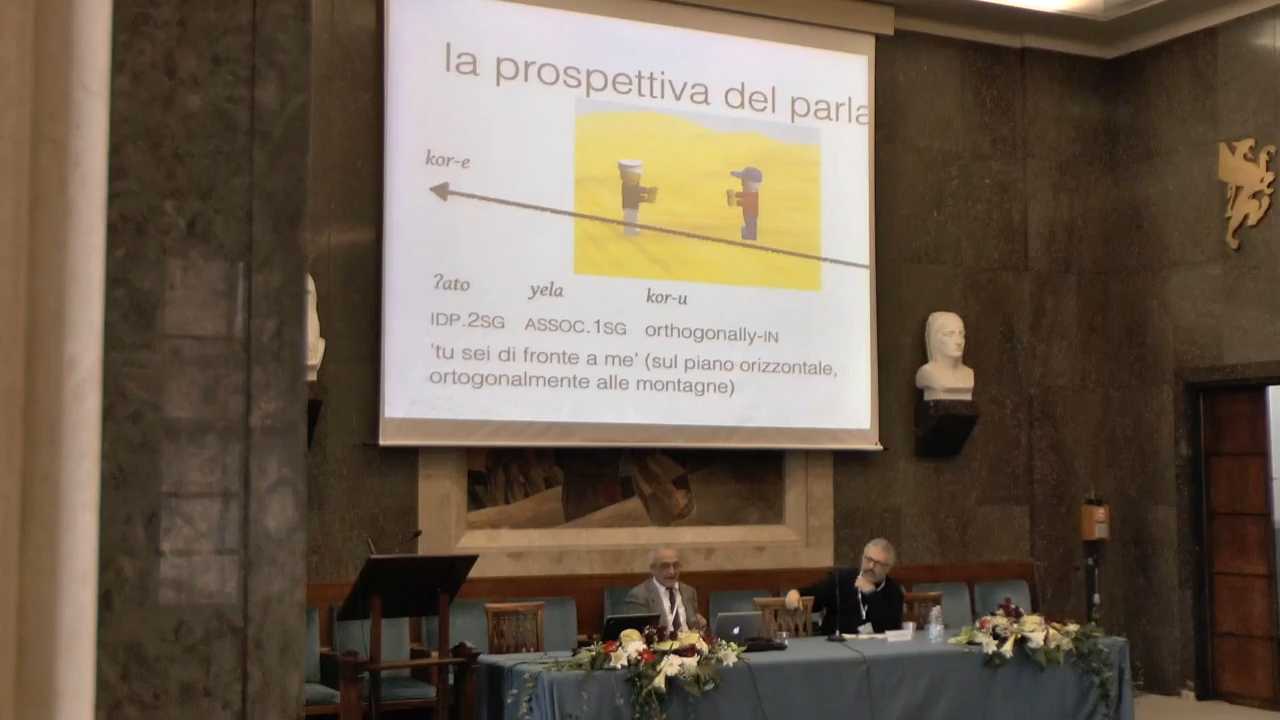 la prospettiva del parla
kor-e
?ato yela kor-u
IDP.2SG ASSOC.1SG orthogonally-IN
'tu sei di fronte a me' (sul piano orizzontale,
ortogonalmente alle montagne)